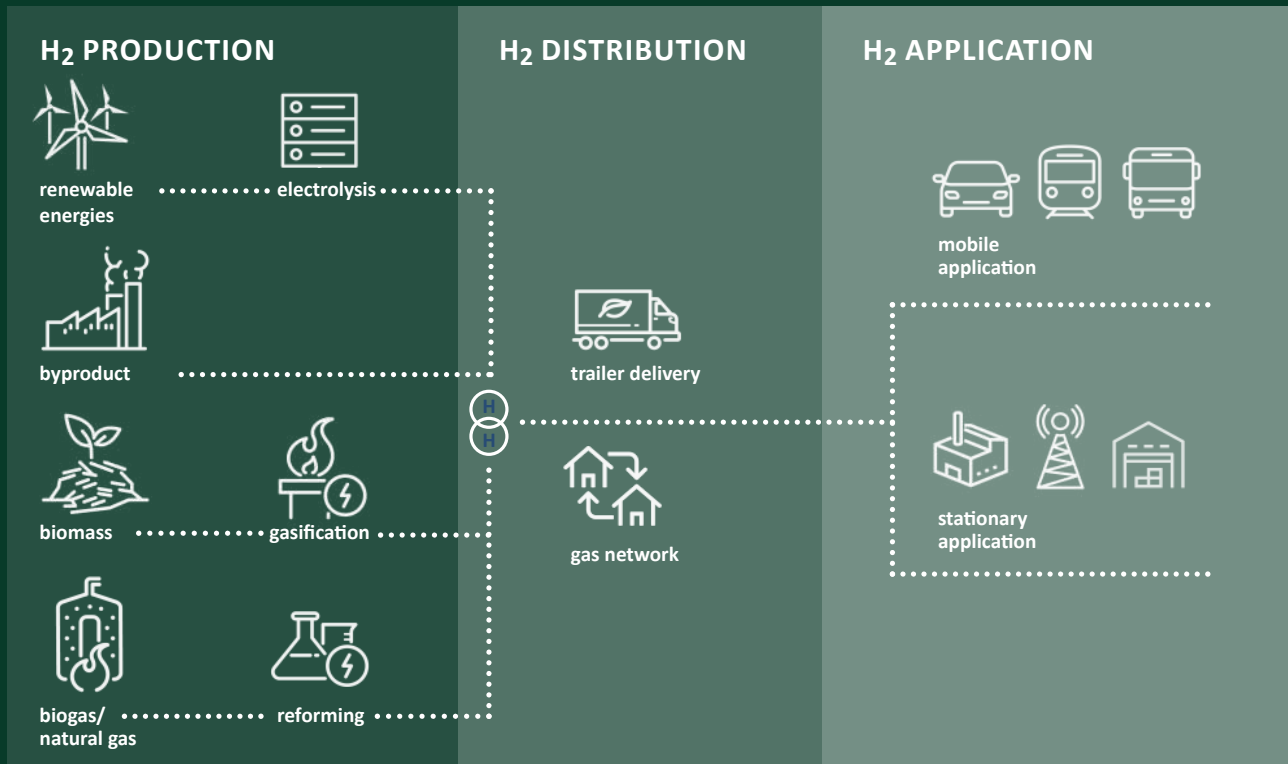 H2 PRODUCTION
renewable
energies
electrolysis
byproduct
biomass
gasification
biogas/
natural gas
reforming
H2 DISTRIBUTION
H
H
trailer delivery
gas network
H2 APPLICATION
mobile
application
stationary
application